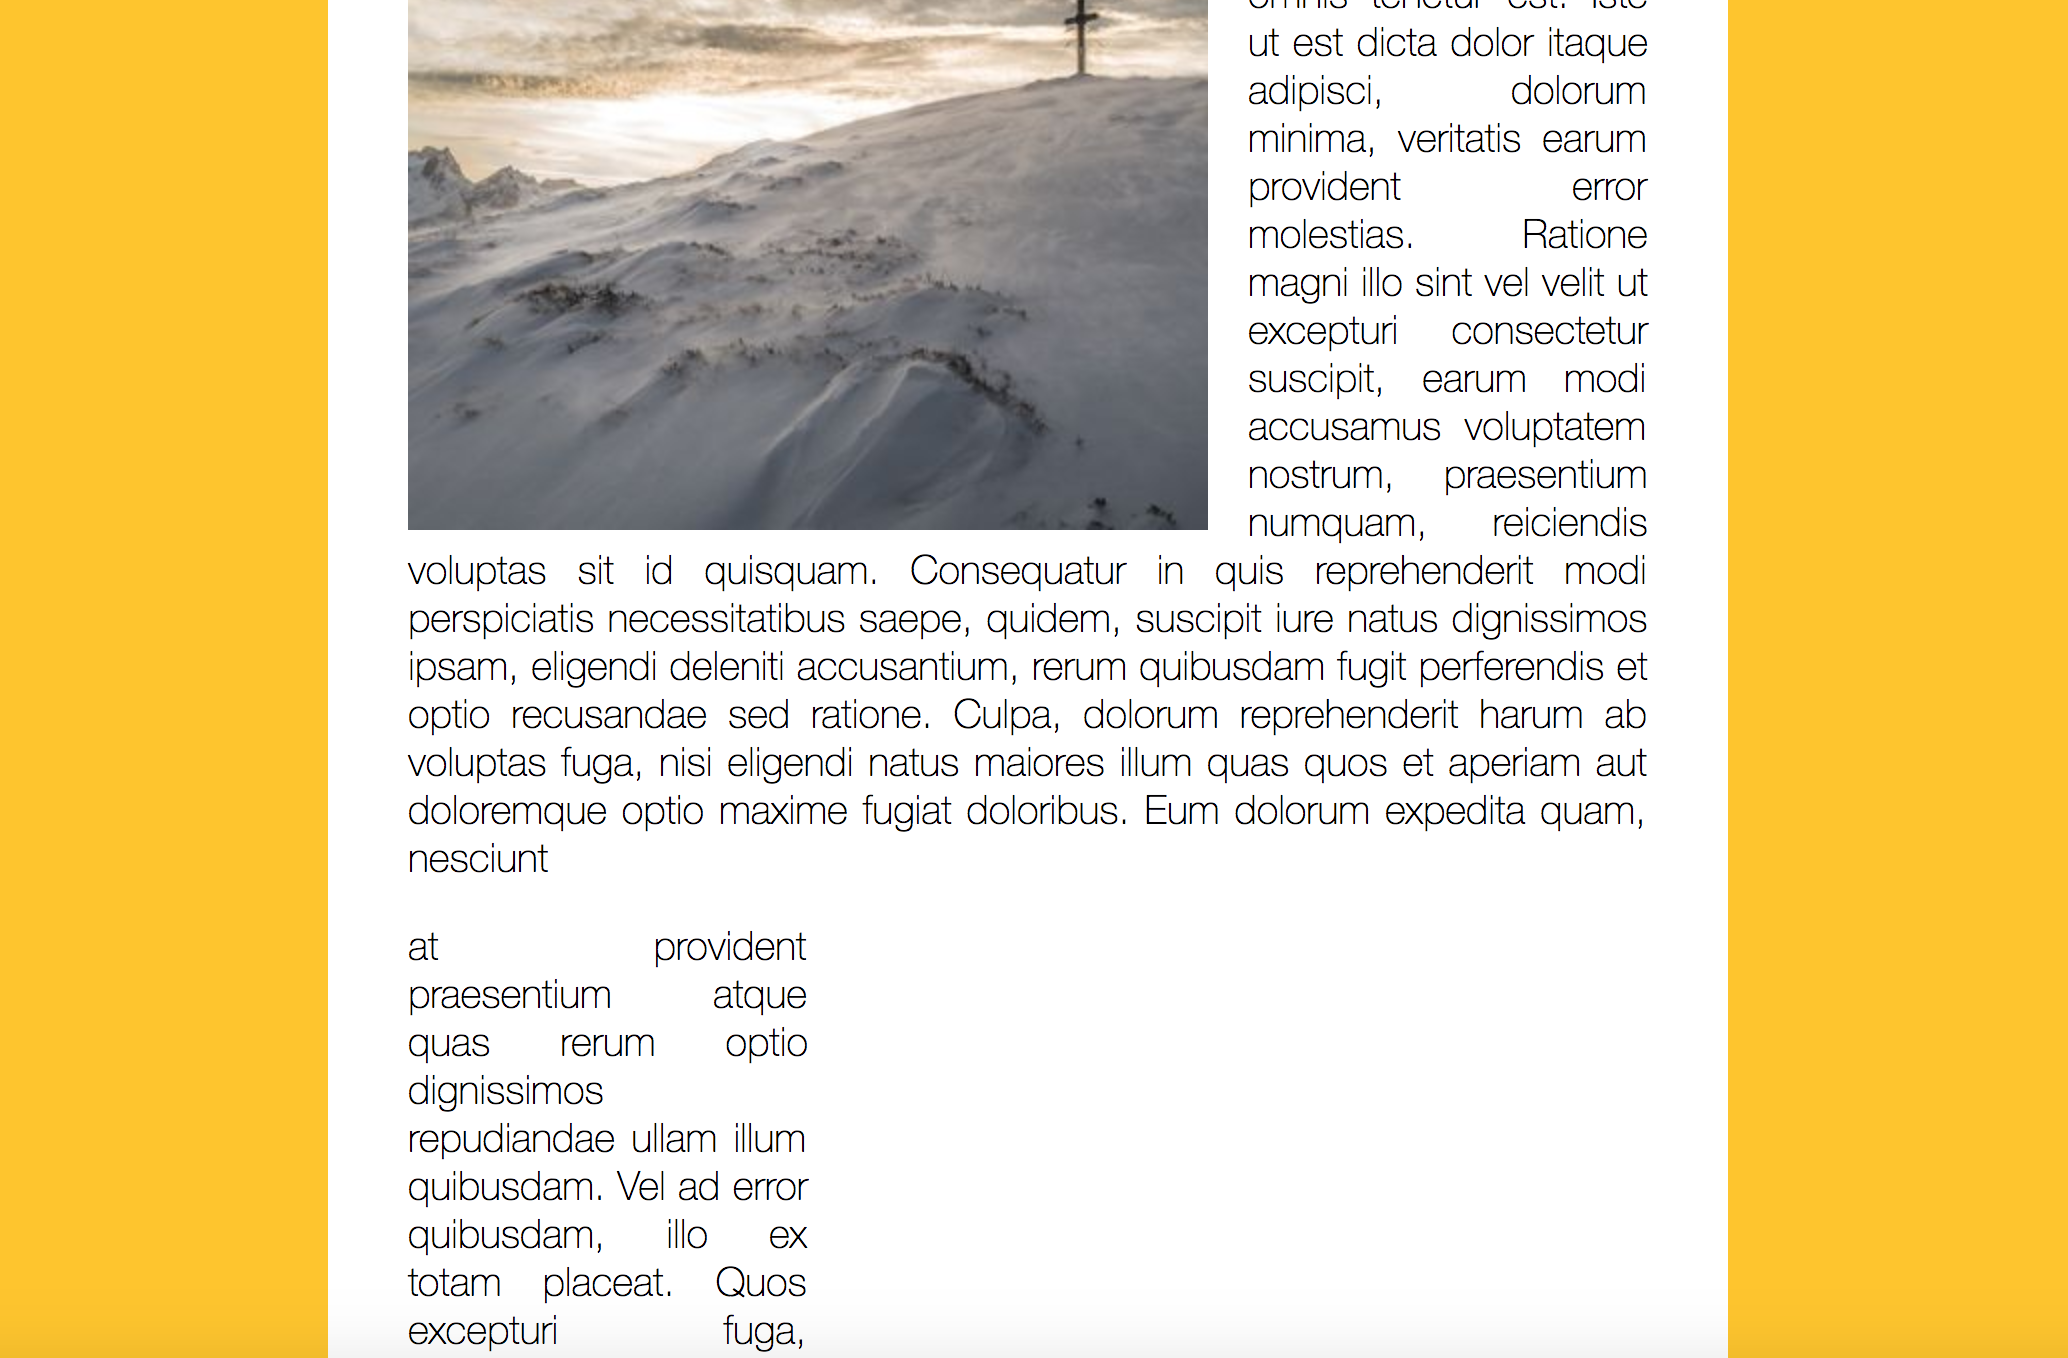 omnis tenetur est. Iste
ut est dicta dolor itaque
adipisci, dolorum
minima, veritatis earum
provident error
molestias. Ratione
magni illo sint vel velit ut
excepturi consectetur
suscipit, earum modi
accusamus voluptatem
nostrum, praesentium
numquam, reiciendis
voluptas sit id quisquam. Consequatur in quis reprehenderit modi
perspiciatis necessitatibus saepe, quidem, suscipit iure natus dignissimos
ipsam, eligendi deleniti accusantium, rerum quibusdam fugit perferendis et
optio recusandae sed ratione. Culpa, dolorum reprehenderit harum ab
voluptas fuga, nisi eligendi natus maiores illum quas quos et aperiam aut
doloremque optio maxime fugiat doloribus. Eum dolorum expedita quam,
nesciunt
at provident
praesentium atque
quas rerum optio
dignissimos
repudiandae ullam illum
quibusdam. Vel ad error
quibusdam, illo ex
totam placeat. Quos
excepturi fuga,